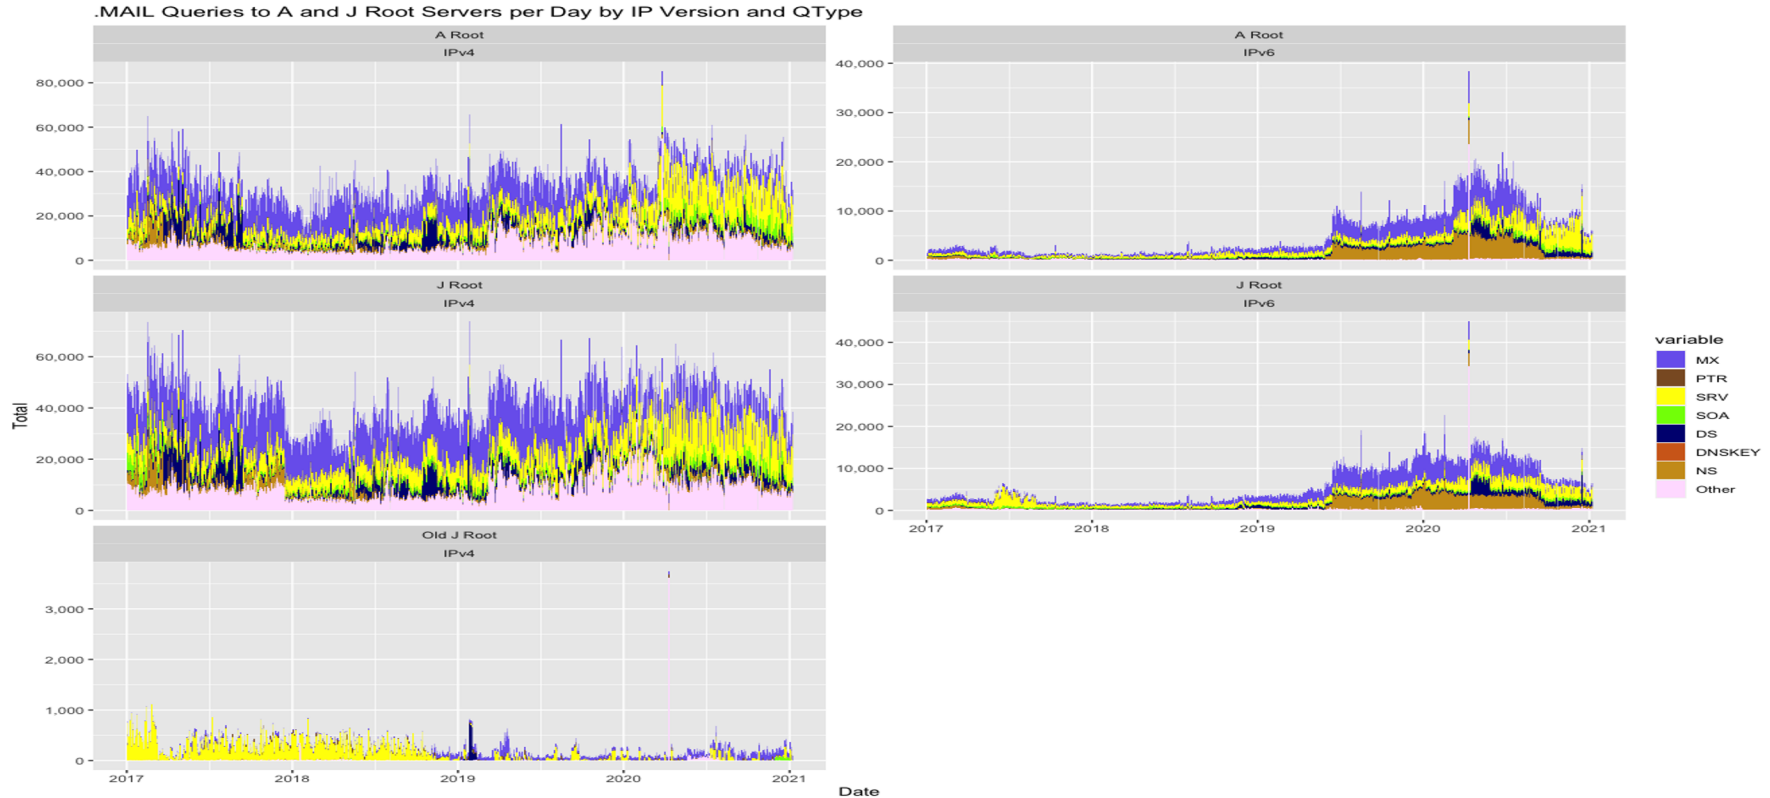 .MAIL Queries to A and J Root Servers per Day by IP Version and QType
A Root
IPv4
80,000
60,000
40,000
20,000
0
A Root
IPv6
40,000
30,000
20,000
10,000
0
J Root
IPv4
60,000
40,000
20,000
0
J Root
IPv6
40,000
30,000
20,000
10,000
0
2017 2018 2019 2020 2021
Old J Root
IPv4
3,000
2,000
1,000
0
2017 2018 2019 2020 2021
Total
Date
variable
MX
PTR
SRV
SOA
DS
DNSKEY
NS
Other